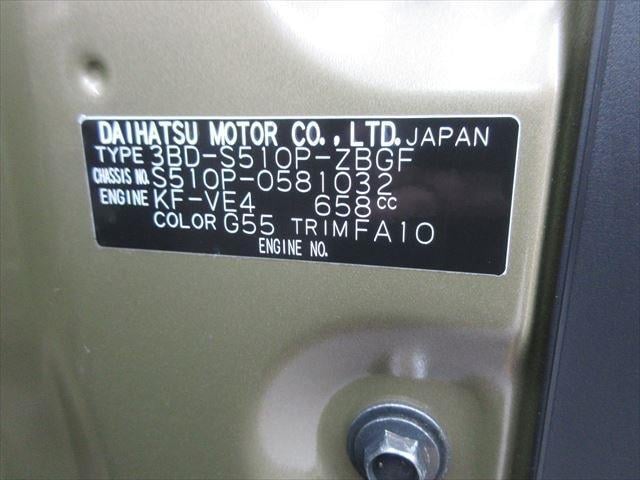 DAIHATSU MOTOR CO., LTD. JAPAN
TYPE 3BD-S510P-ZBGF
CHASSIS NO. S510P-0581032
ENGINE KF-VE4 658cc
COLOR G55 TRIM FA10
ENGINE NO.